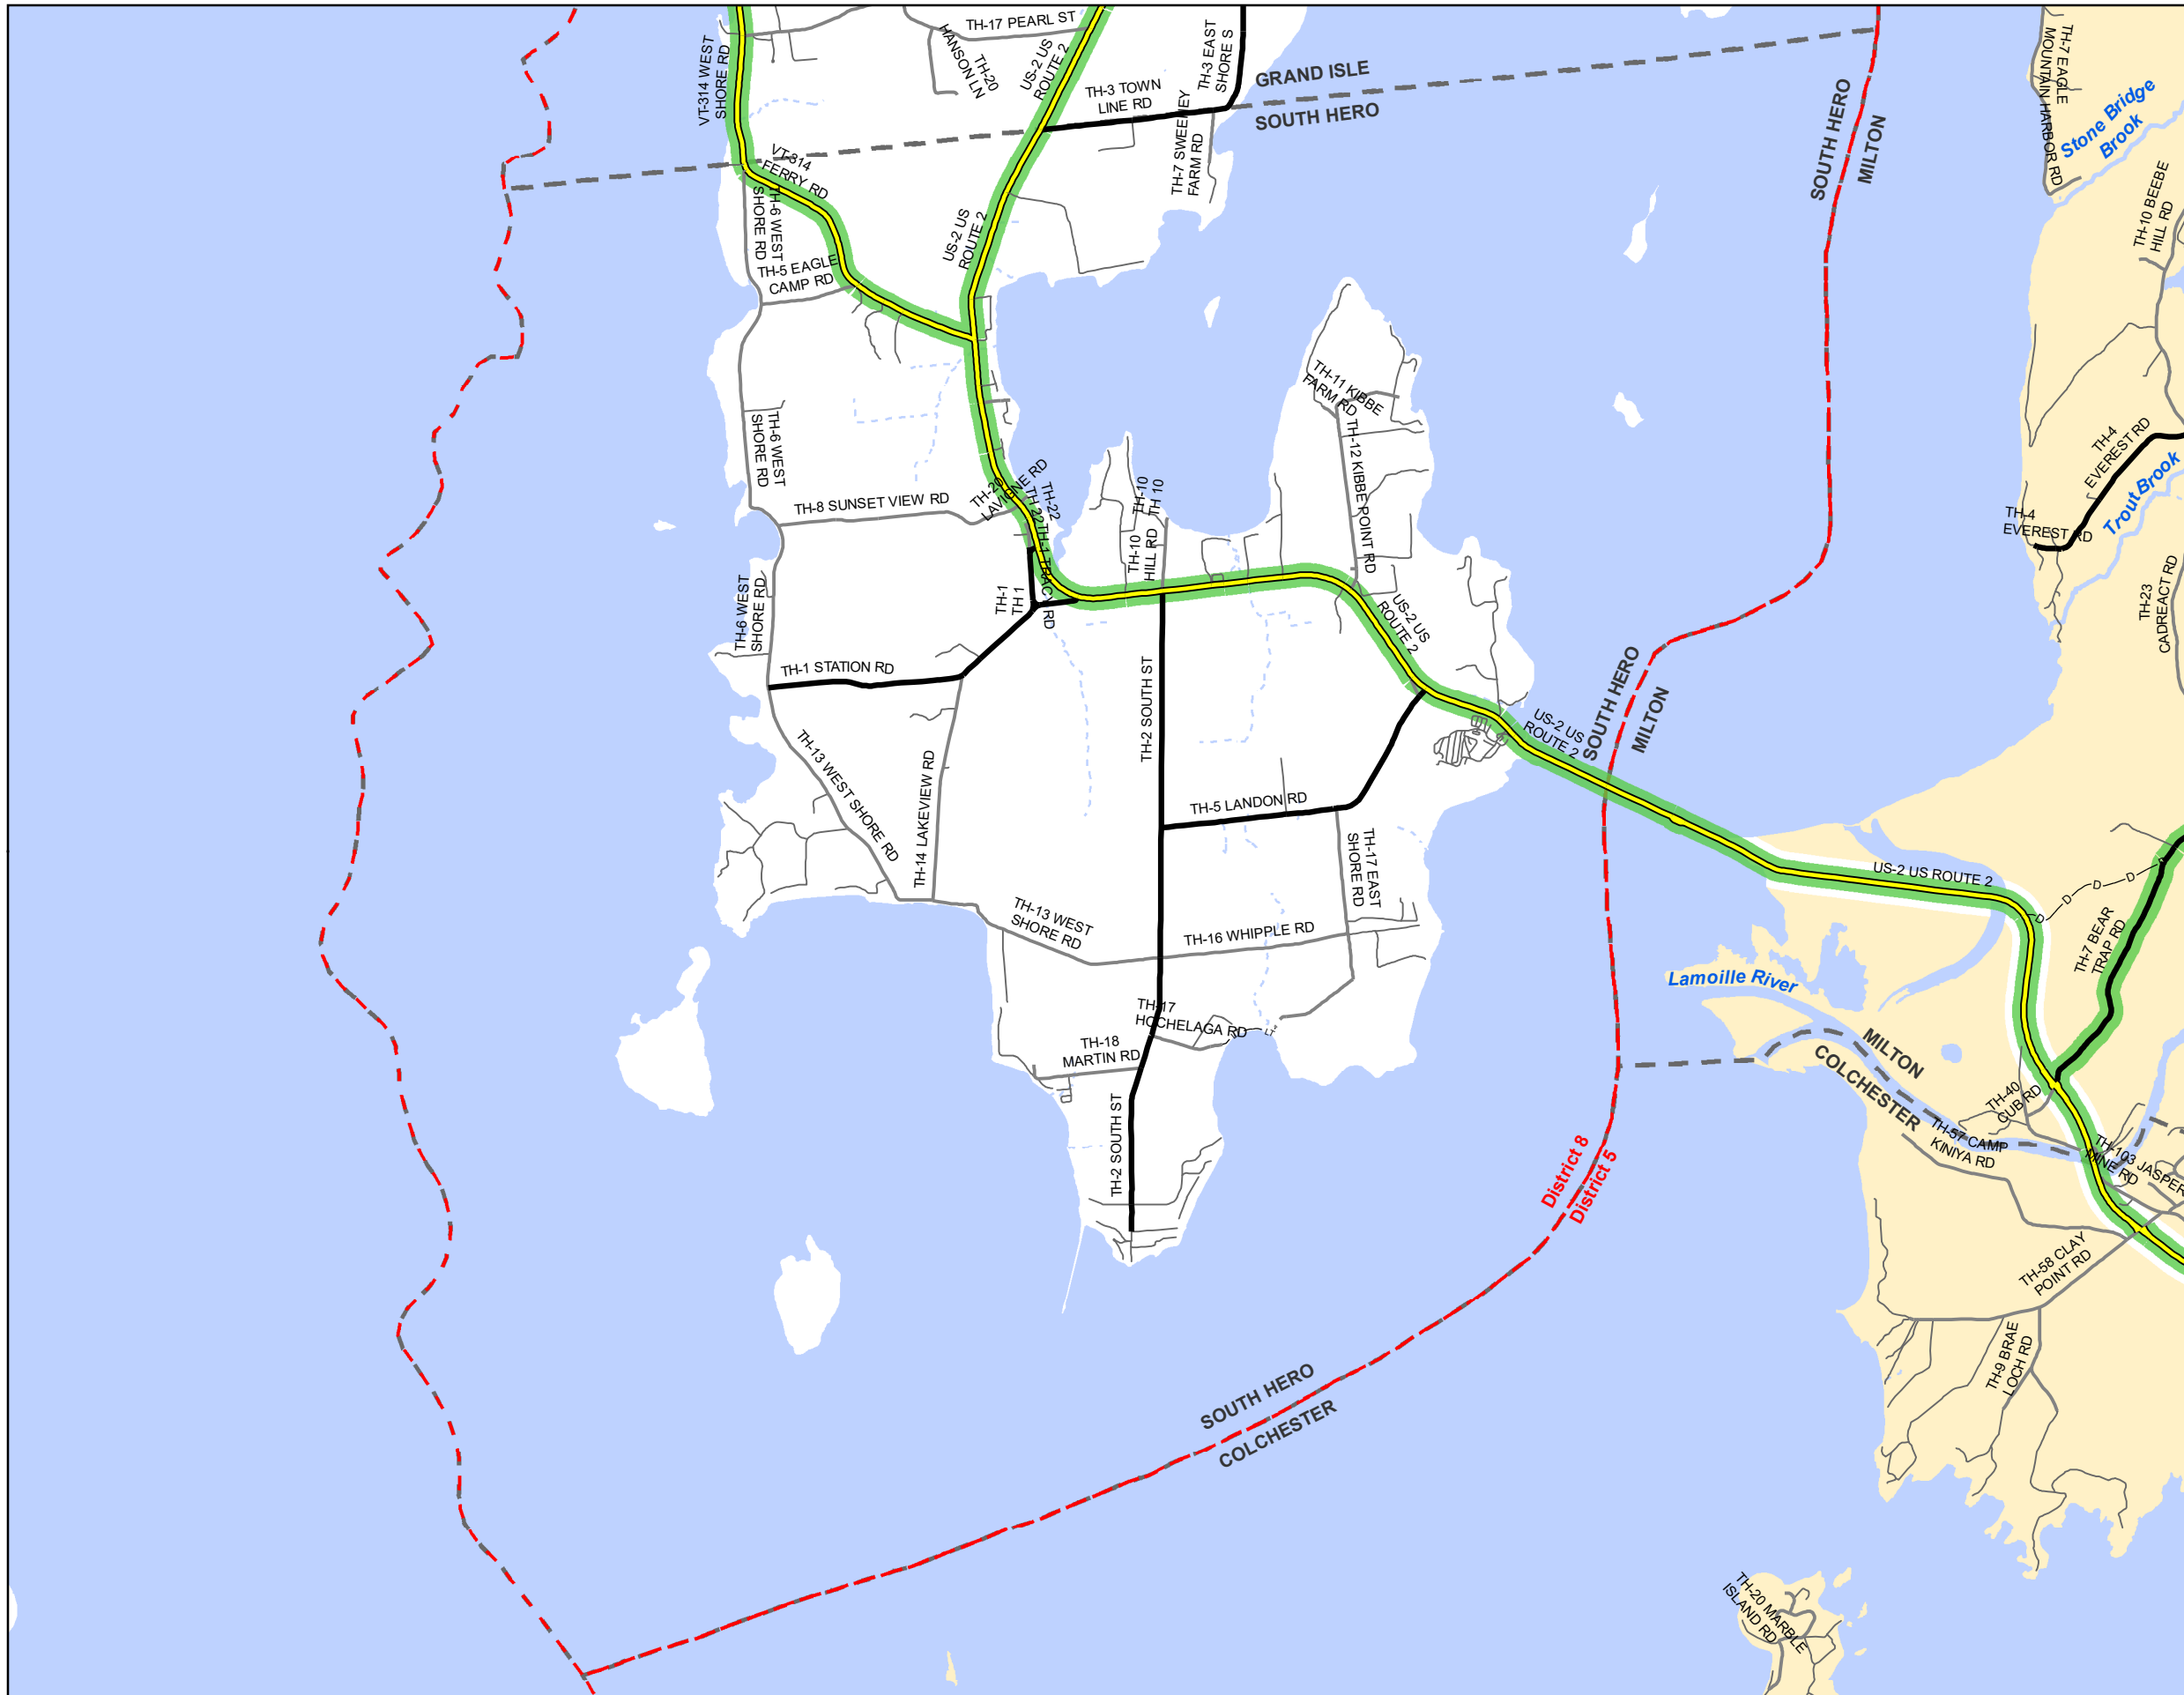 TH-17 PEARL ST
TH-20
HANSON LN
US-2 US
ROUTE 2
TH-3 EAST
SHORE S
VT-314 WEST
SHORE RD
TH-3 TOWN
LINE RD
GRAND ISLE
SOUTH HERO
TH-7 SWEENEY
FARM RD
SOUTH HERO
MILTON
TH-7 EAGLE
MOUNTAIN HARBOR RD
Stone Bridge
Brook
TH-10 BEEBE
HILL RD
VT-314
FERRY RD
TH-6 WEST
SHORE RD
US-2 US
ROUTE 2
TH-5 EAGLE
CAMP RD
TH-11 KIBBE
FARM RD
TH-12 KIBBE POINT RD
TH-6 WEST
SHORE RD
TH-8 SUNSET VIEW RD
TH-20
LAVIGNE RD
TH-22
TH 22
TH-1 TRACY RD
TH-10
TH 10
TH-10
HILL RD
TH-4
EVEREST RD
Trout Brook
TH-4
EVEREST RD
TH-23
CADREACT RD
TH-6 WEST
SHORE RD
TH-1
TH 1
TH-1 STATION RD
US-2 US
ROUTE 2
TH-2 SOUTH ST
US-2 US
ROUTE 2
SOUTH HERO
MILTON
TH-13 WEST SHORE RD
TH-14 LAKEVIEW RD
TH-5 LANDON RD
TH-17 EAST
SHORE RD
US-2 US ROUTE 2
D
D
D
D
D
TH-7 BEAR
TRAP RD
TH-13 WEST
SHORE RD
TH-16 WHIPPLE RD
Lamoille River
TH-17
HOCHELAGA RD
LT
TH-18
MARTIN RD
MILTON
COLCHESTER
TH-40
CUB RD
TH-57 CAMP
KINIYA RD
TH-103 JASPER
MINE RD
TH-2 SOUTH ST
District 8
District 5
TH-58 CLAY
POINT RD
TH-9 BRAE
LOCH RD
SOUTH HERO
COLCHESTER
TH-20 MARBLE
ISLAND RD